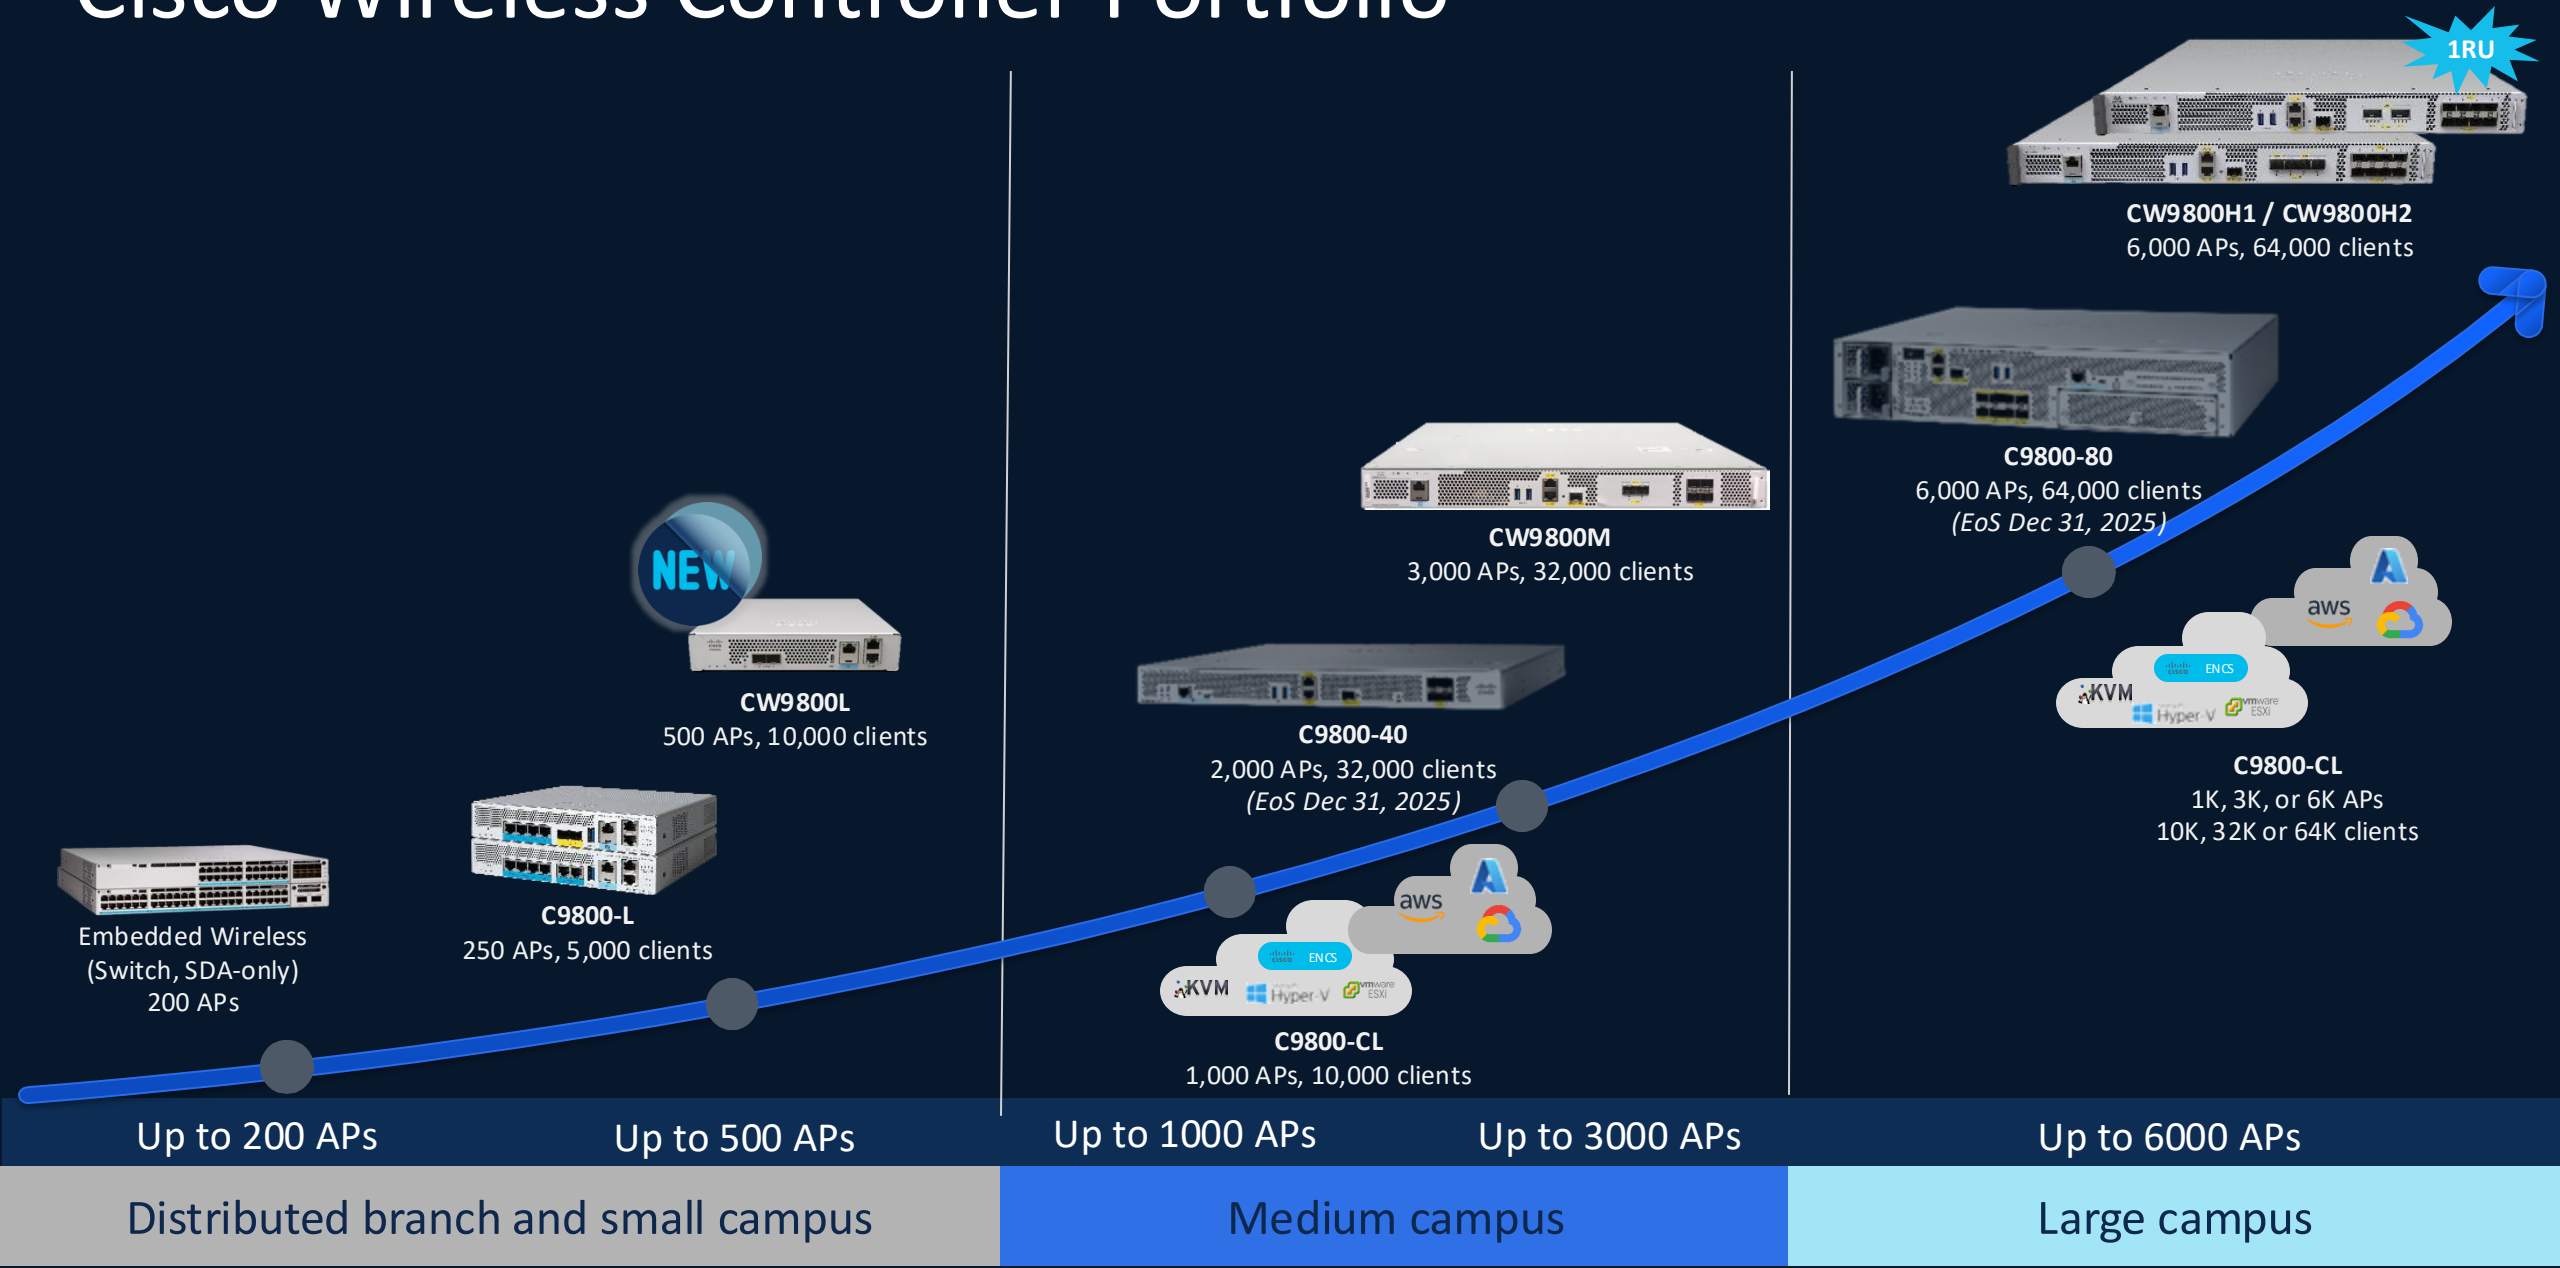 Cisco Wireless Controller Portfolio
1RU
CW9800H1 / CW9800H2
6,000 APs, 64,000 clients
C9800-80
6,000 APs, 64,000 clients
(EoS Dec 31, 2025)
CW9800M
3,000 APs, 32,000 clients
NEW
CW9800L
500 APs, 10,000 clients
C9800-40
2,000 APs, 32,000 clients
(EoS Dec 31, 2025)
aws
CISCO ENCS
KVM
Hyper-V
vmware
ESXi
C9800-CL
1K, 3K, or 6K APs
10K, 32K or 64K clients
C9800-L
250 APs, 5,000 clients
Embedded Wireless
(Switch, SDA-only)
200 APs
aws
CISCO ENCS
KVM
Hyper-V
vmware
ESXi
C9800-CL
1,000 APs, 10,000 clients
Up to 200 APs
Up to 500 APs
Up to 1000 APs
Up to 3000 APs
Up to 6000 APs
Distributed branch and small campus
Medium campus
Large campus